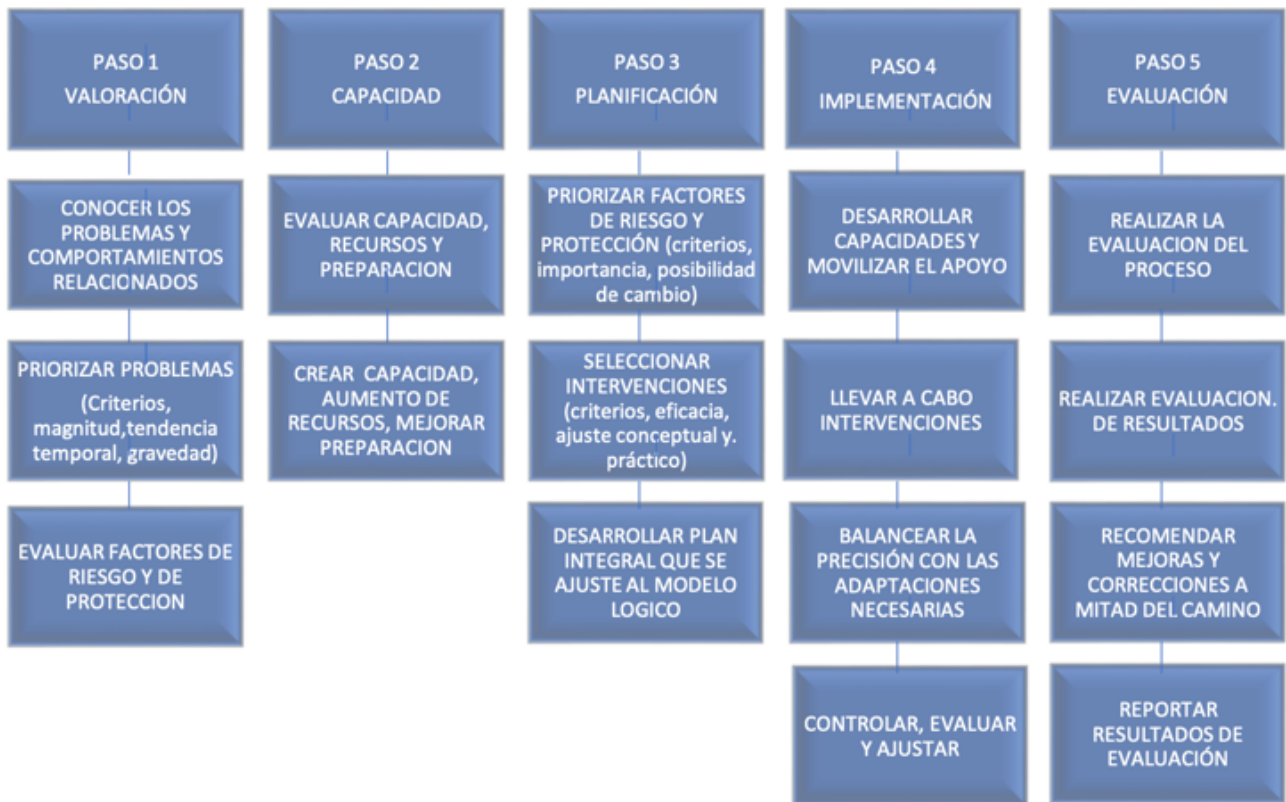 PASO 1
VALORACIÓN
CONOCER LOS
PROBLEMAS Y
COMPORTAMIENTOS
RELACIONADOS
PRIORIZAR PROBLEMAS
(Criterios,
magnitud,tendencia
temporal, gravedad)
EVALUAR FACTORES DE
RIESGO Y DE
PROTECCION
PASO 2
CAPACIDAD
EVALUAR CAPACIDAD,
RECURSOS Y
PREPARACION
CREAR CAPACIDAD,
AUMENTO DE
RECURSOS, MEJORAR
PREPARACION
PASO 3
PLANIFICACIÓN
PRIORIZAR FACTORES
DE RIESGO Y
PROTECCIÓN (criterios,
importancia, posibilidad
de cambio)
SELECCIONAR
INTERVENCIONES
(criterios, eficacia,
ajuste conceptual y.
práctico)
DESARROLLAR PLAN
INTEGRAL QUE SE
AJUSTE AL MODELO
LOGICO
PASO 4
IMPLEMENTACIÓN
DESARROLLAR
CAPACIDADES Y
MOVILIZAR EL APOYO
LLEVAR A CABO
INTERVENCIONES
BALANCEAR LA
PRECISIÓN CON LAS
ADAPTACIONES
NECESARIAS
CONTROLAR, EVALUAR
Y AJUSTAR
PASO 5
EVALUACIÓN
REALIZAR LA
EVALUACION DEL
PROCESO
REALIZAR EVALUACION.
DE RESULTADOS
RECOMENDAR
MEJORAS Y
CORRECCIONES A
MITAD DEL CAMINO
REPORTAR
RESULTADOS DE
EVALUACIÓN